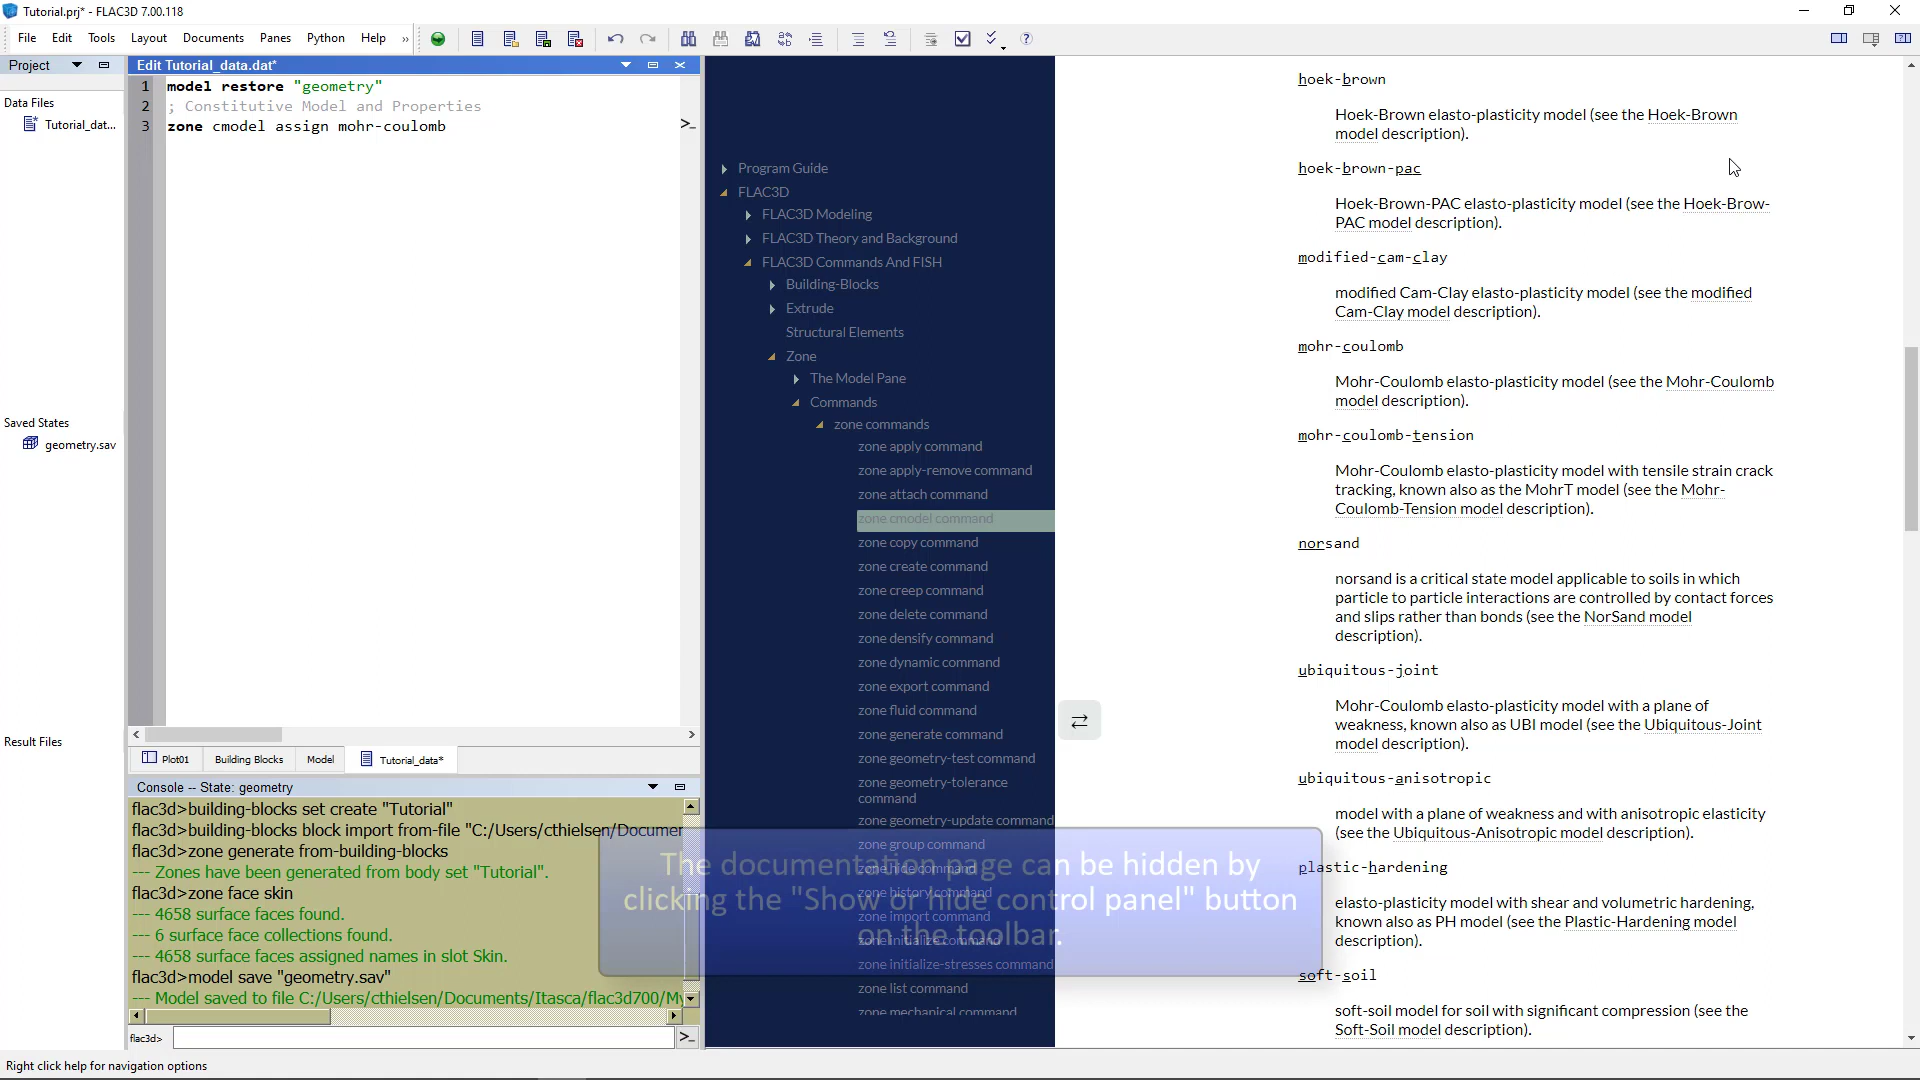 Tutorial.prj* - FLAC3D 7.00.118
File Edit Tools Layout Documents Panes Python Help »
Project
Data Files
Tutorial_dat...
Saved States
geometry.sav
Result Files
Edit Tutorial_data.dat*
1 model restore "geometry"
2 ; Constitutive Model and Properties
3 zone cmodel assign mohr-coulomb
Plot01 Building Blocks Model Tutorial_data*
Console -- State: geometry
flac3d>building-blocks set create "Tutorial"
flac3d>building-blocks block import from-file "C:/Users/cthielsen/Documer
flac3d>zone generate from-building-blocks
--- Zones have been generated from body set "Tutorial".
flac3d>zone face skin
--- 4658 surface faces found.
--- 6 surface face collections found.
--- 4658 surface faces assigned names in slot Skin.
flac3d>model save "geometry.sav"
--- Model saved to file C:/Users/cthielsen/Documents/Itasca/flac3d700/My
flac3d>
Right click help for navigation options
Program Guide
FLAC3D
FLAC3D Modeling
FLAC3D Theory and Background
FLAC3D Commands And FISH
Building-Blocks
Extrude
Structural Elements
Zone
The Model Pane
Commands
zone commands
zone apply command
zone apply-remove command
zone attach command
zone cmodel command
zone copy command
zone create command
zone creep command
zone delete command
zone densify command
zone dynamic command
zone export command
zone fluid command
zone generate command
zone geometry-test command
zone geometry-tolerance
command
zone geometry-update command
zone group command
zone hide command
zone history command
zone import command
zone initialize command
zone initialize-stresses command
zone list command
zone mechanical command
The documentation page can be hidden by
clicking the "Show or hide control panel" button
on the toolbar.
hoek-brown
Hoek-Brown elasto-plasticity model (see the Hoek-Brown
model description).
hoek-brown-pac
Hoek-Brown-PAC elasto-plasticity model (see the Hoek-Brow-
PAC model description).
modified-cam-clay
modified Cam-Clay elasto-plasticity model (see the modified
Cam-Clay model description).
mohr-coulomb
Mohr-Coulomb elasto-plasticity model (see the Mohr-Coulomb
model description).
mohr-coulomb-tension
Mohr-Coulomb elasto-plasticity model with tensile strain crack
tracking, known also as the MohrT model (see the Mohr-
Coulomb-Tension model description).
norsand
norsand is a critical state model applicable to soils in which
particle to particle interactions are controlled by contact forces
and slips rather than bonds (see the NorSand model
description).
ubiquitous-joint
Mohr-Coulomb elasto-plasticity model with a plane of
weakness, known also as UBI model (see the Ubiquitous-Joint
model description).
ubiquitous-anisotropic
model with a plane of weakness and with anisotropic elasticity
(see the Ubiquitous-Anisotropic model description).
plastic-hardening
elasto-plasticity model with shear and volumetric hardening,
known also as PH model (see the Plastic-Hardening model
description).
soft-soil
soft-soil model for soil with significant compression (see the
Soft-Soil model description).